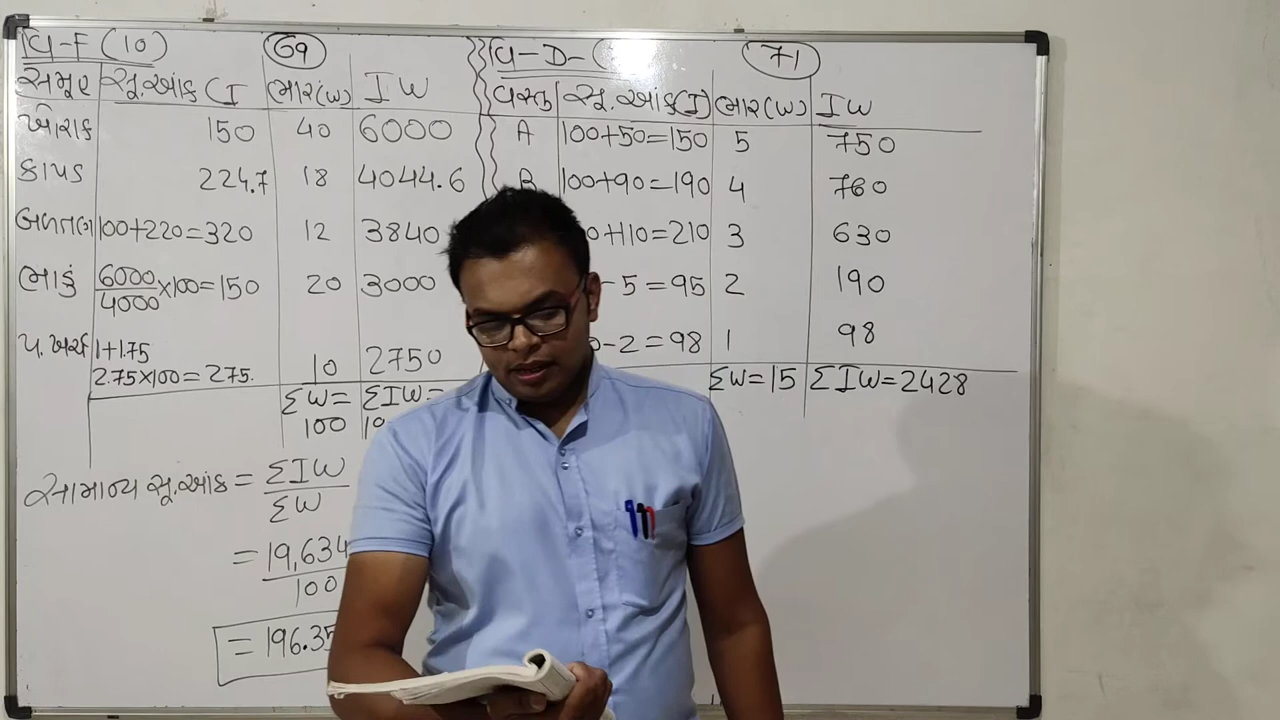 વિ-F (10) 69
સમૂહ સૂ.આંક (I ભાર(W) IW
ખોરાક 150 40 6000
કાપડ 224.7 18 4044.6
બળતણ 100+220=320 12 3840
ભાડું 6000/4000 ×100=150 20 3000
પ.ખર્ચ 1+1.75
2.75×100=275. 10 2750
ΣW= ΣIW=
100
સામાન્ય સૂ.આંક = ΣIW
ΣW
= 19,634
100
= 196.35
વિ-D- 71
વસ્તુ સૂ.આંક(I) ભાર(W) IW
A 100+50=150 5 750
B 100+90=190 4 760
+110=210 3 630
-5=95 2 190
-2=98 1 98
ΣW=15 ΣIW=2428